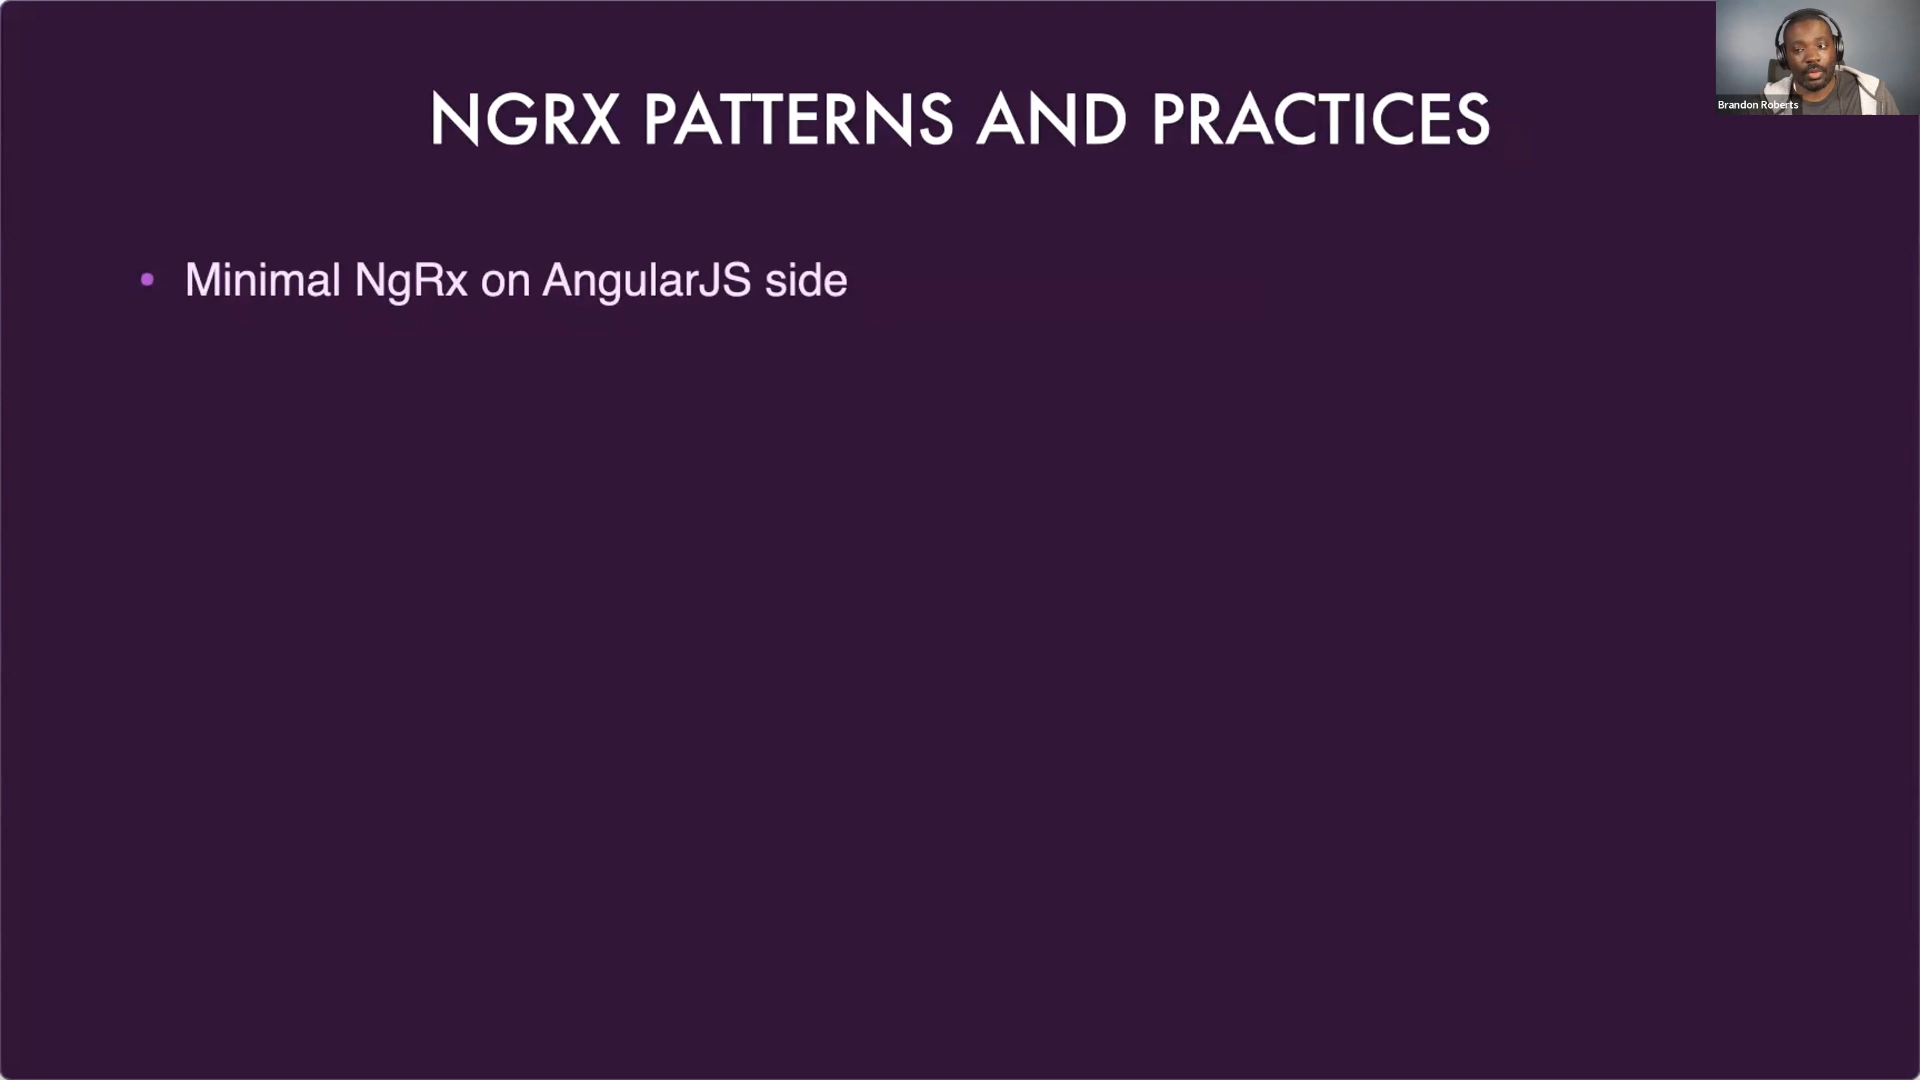 NGRX PATTERNS AND PRACTICES
Brandon Roberts
• Minimal NgRx on AngularJS side